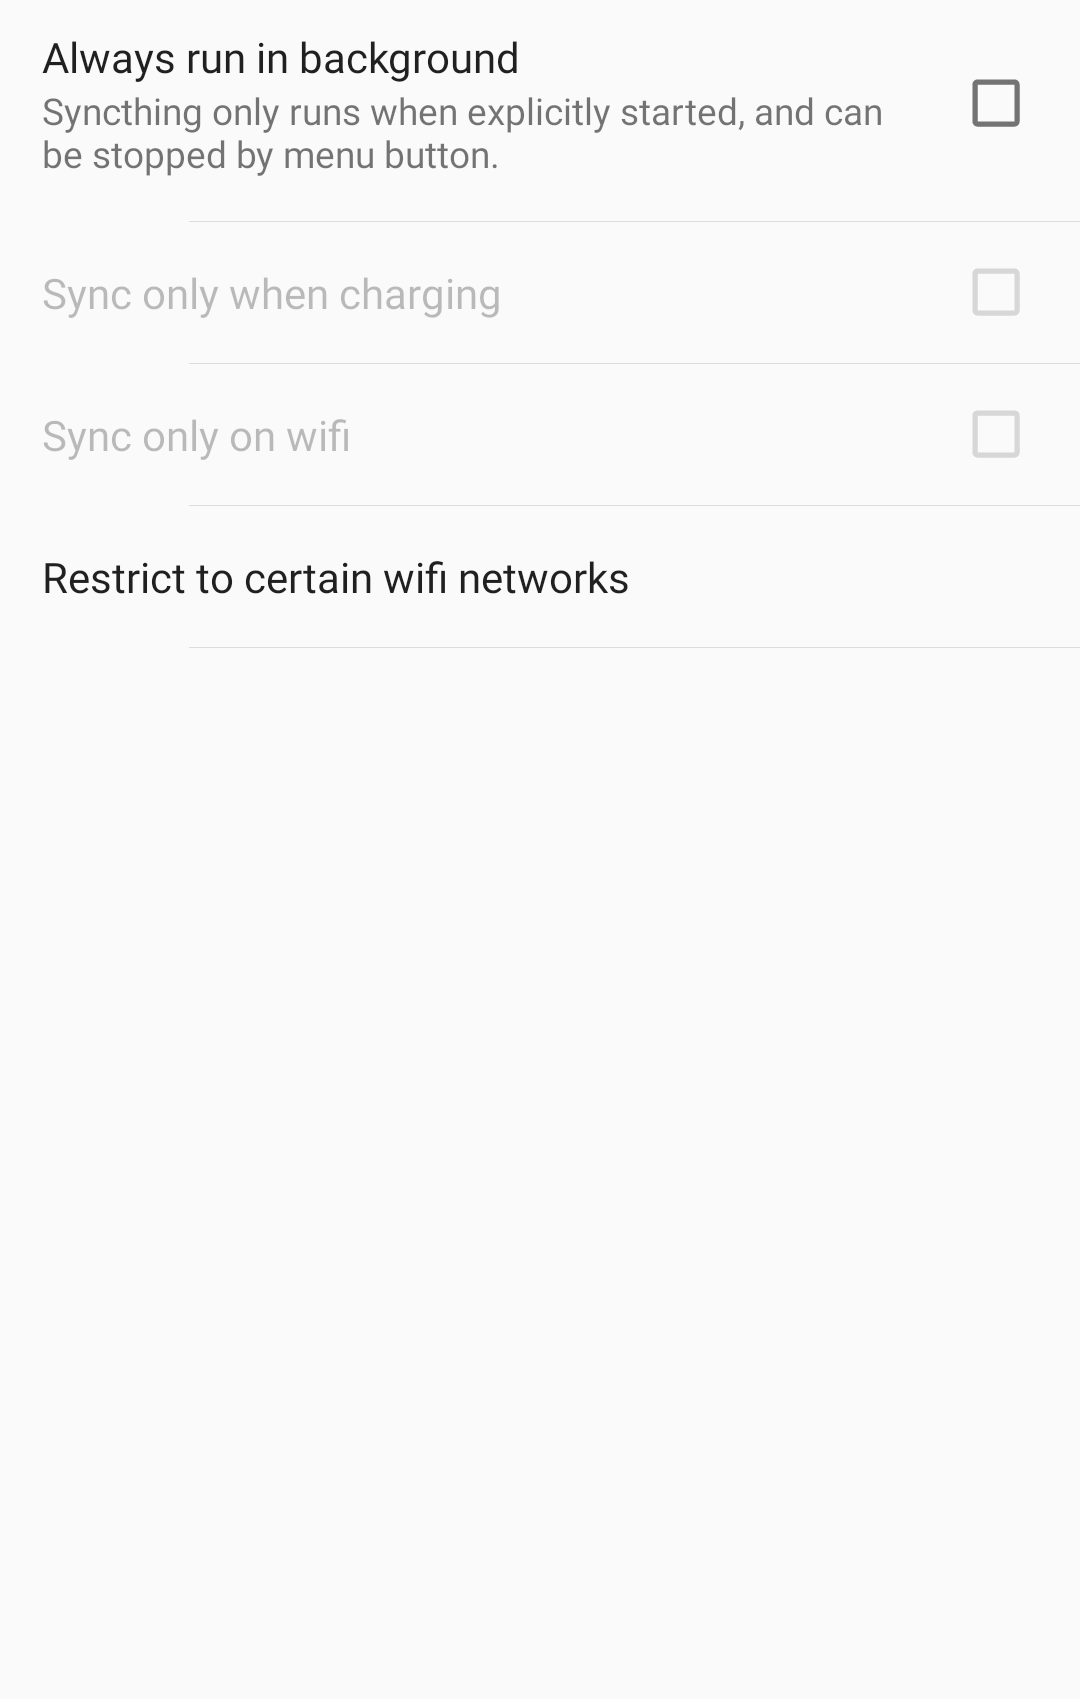 Always run in background
Syncthing only runs when explicitly started, and can
be stopped by menu button.
Sync only when charging
Sync only on wifi
Restrict to certain wifi networks